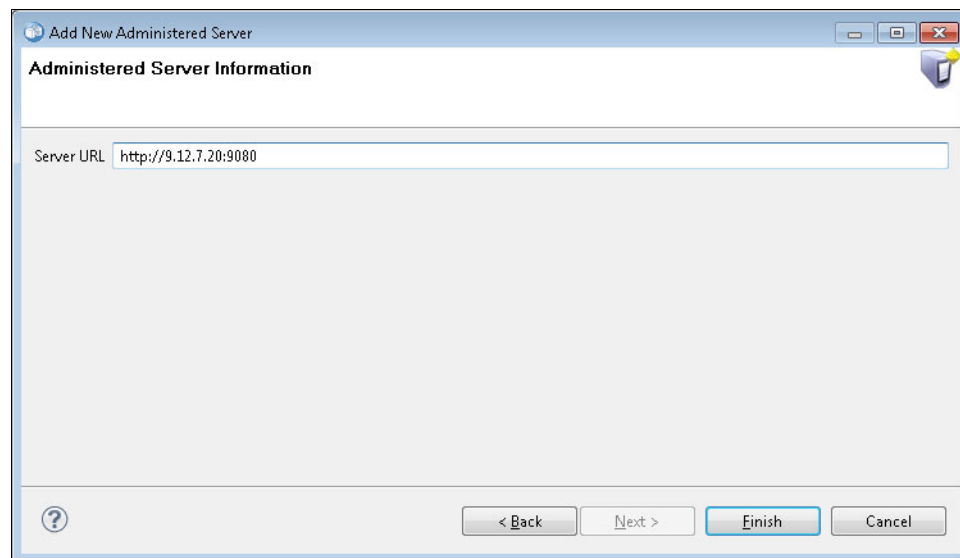 Add New Administered Server
Administered Server Information
Server URL http://9.12.7.20:9080
?
< Back Next > Finish Cancel